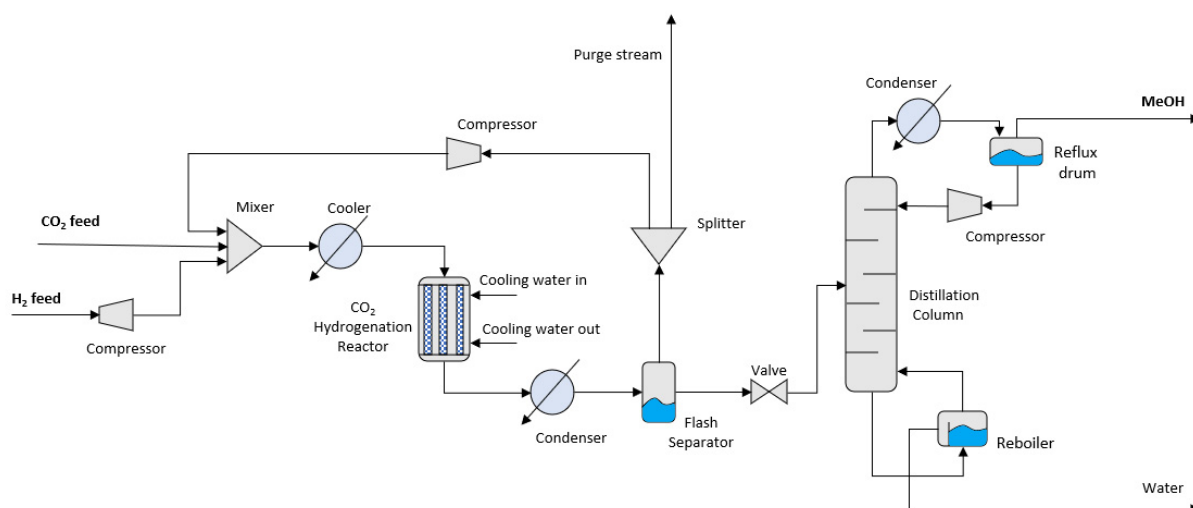 Purge stream
Condenser
MeOH
Compressor
Reflux
drum
CO₂ feed
Mixer
Cooler
Splitter
Compressor
H₂ feed
Cooling water in
CO₂
Hydrogenation
Reactor
Distillation
Column
Cooling water out
Compressor
Valve
Condenser
Flash
Separator
Reboiler
Water